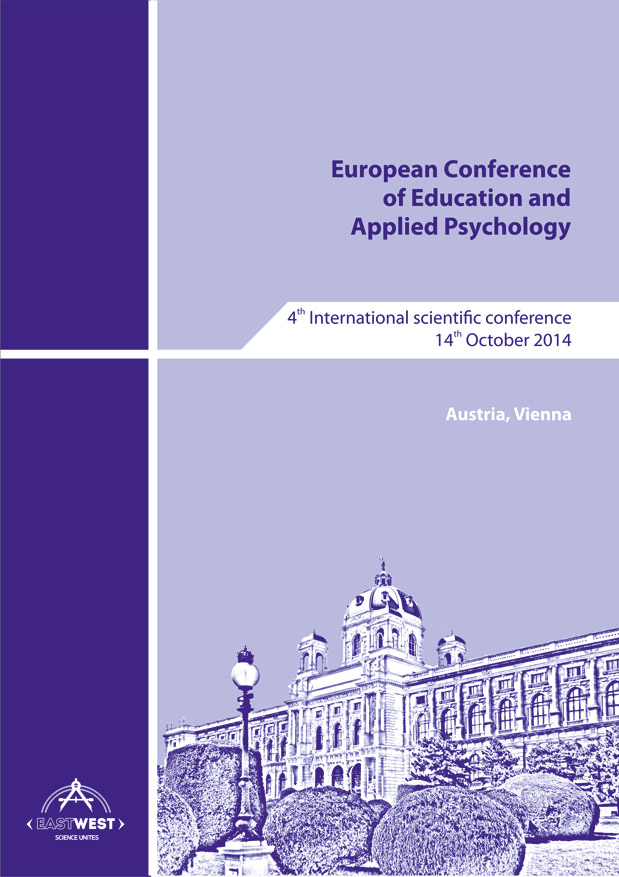 European Conference
of Education and
Applied Psychology
4th International scientific conference
14th October 2014
Austria, Vienna
EASTWEST
SCIENCE UNITES